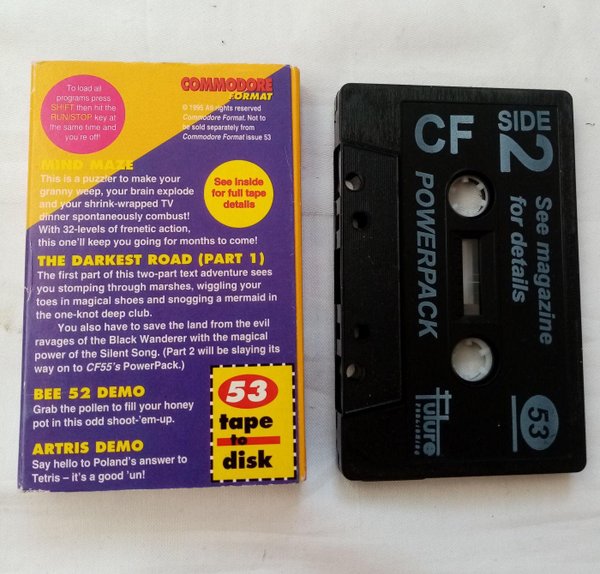 To load all
programs press
SHIFT then hit the
RUN/STOP key at
the same time and
you re off!
COMMODORE
FORMAT
© 1995 All rights reserved
Commodore Format. Not to
be sold separately from
Commodore Format issue 53
MIND MAZE
This is a puzzler to make your
granny weep, your brain explode
and your shrink-wrapped TV
dinner spontaneously combust!
With 32-levels of frenetic action,
this one'll keep you going for months to come!
See inside
for full tape
details
THE DARKEST ROAD (PART 1)
The first part of this two-part text adventure sees
you stomping through marshes, wiggling your
toes in magical shoes and snogging a mermaid in
the one-knot deep club.
You also have to save the land from the evil
ravages of the Black Wanderer with the magical
power of the Silent Song. (Part 2 will be slaying its
way on to CF55's PowerPack.)
BEE 52 DEMO
Grab the pollen to fill your honey
pot in this odd shoot-'em-up.
ARTRIS DEMO
Say hello to Poland's answer to
Tetris – it's a good 'un!
53
tape
to
disk
CF
SIDE
2
POWERPACK
See magazine
for details
future
PUBLISHING
53